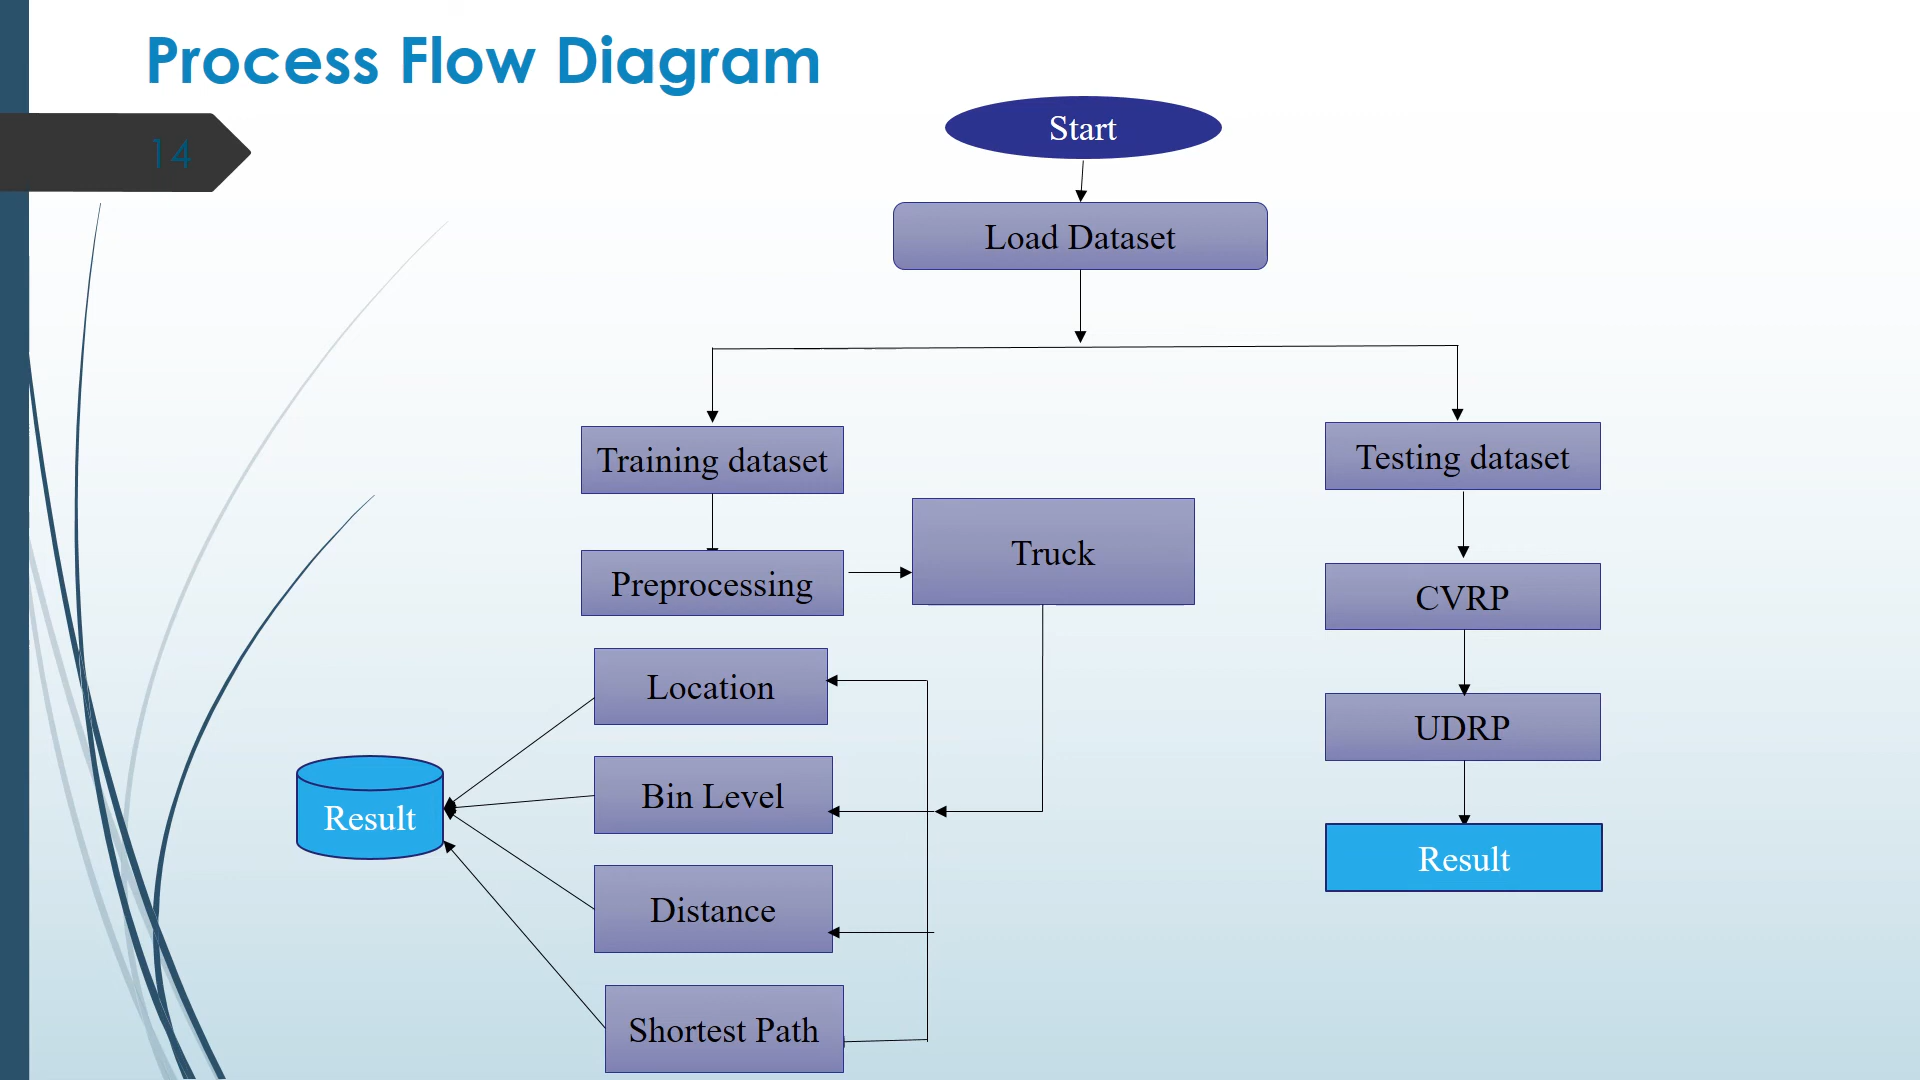 Process Flow Diagram
14
Start
Load Dataset
Training dataset
Testing dataset
Preprocessing
Truck
CVRP
Location
UDRP
Bin Level
Result
Distance
Result
Shortest Path